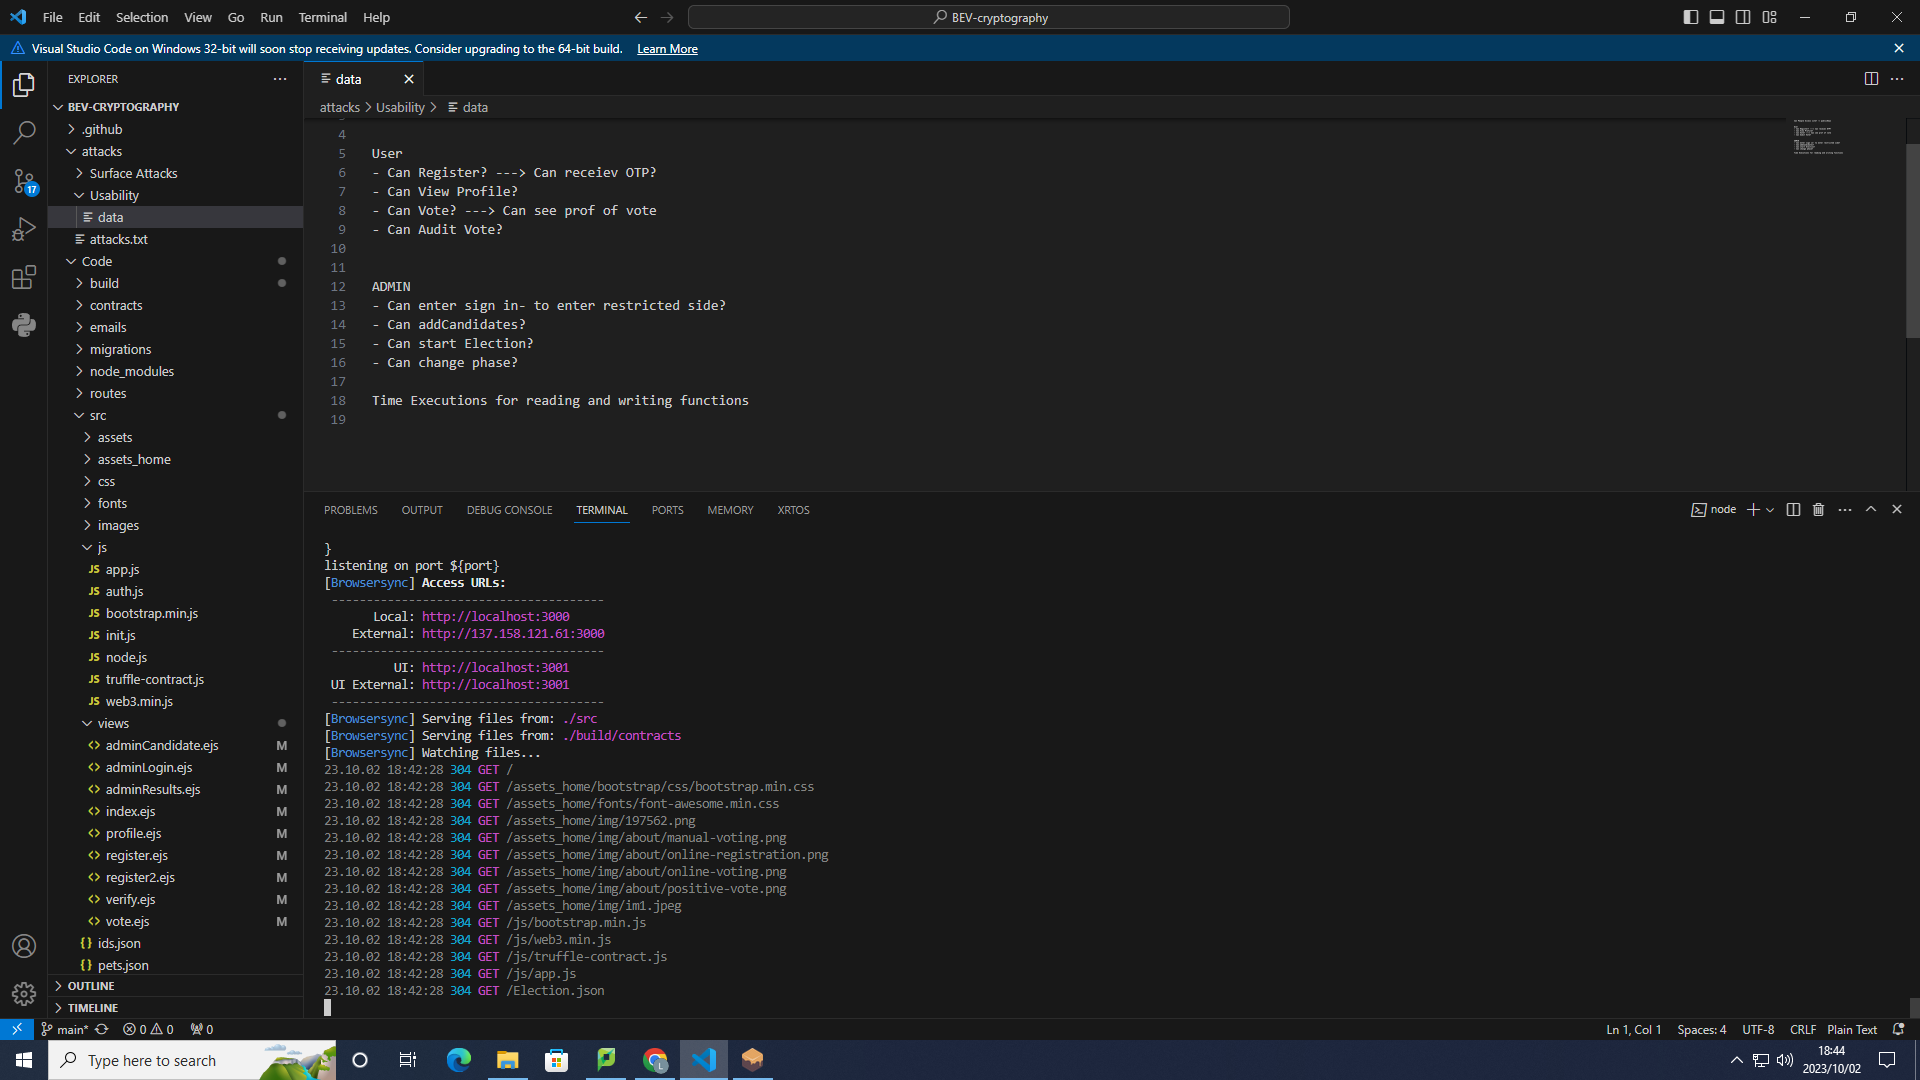 File Edit Selection View Go Run Terminal Help
BEV-cryptography
Visual Studio Code on Windows 32-bit will soon stop receiving updates. Consider upgrading to the 64-bit build. Learn More
EXPLORER
BEV-CRYPTOGRAPHY
.github
attacks
Surface Attacks
Usability
data
attacks.txt
Code
build
contracts
emails
migrations
node_modules
routes
src
assets
assets_home
css
fonts
images
js
JS app.js
JS auth.js
JS bootstrap.min.js
JS init.js
JS node.js
JS truffle-contract.js
JS web3.min.js
views
<> adminCandidate.ejs M
<> adminLogin.ejs M
<> adminResults.ejs M
<> index.ejs M
<> profile.ejs M
<> register.ejs M
<> register2.ejs M
<> verify.ejs M
<> vote.ejs M
{} ids.json
{} pets.json
OUTLINE
TIMELINE
17
data
attacks > Usability > data
4
5 User
6 - Can Register? ---> Can receiev OTP?
7 - Can View Profile?
8 - Can Vote? ---> Can see prof of vote
9 - Can Audit Vote?
10
11
12 ADMIN
13 - Can enter sign in- to enter restricted side?
14 - Can addCandidates?
15 - Can start Election?
16 - Can change phase?
17
18 Time Executions for reading and writing functions
19
PROBLEMS OUTPUT DEBUG CONSOLE TERMINAL PORTS MEMORY XRTOS
node
}
listening on port ${port}
[Browsersync] Access URLs:
---------------------------------------
Local: http://localhost:3000
External: http://137.158.121.61:3000
---------------------------------------
UI: http://localhost:3001
UI External: http://localhost:3001
---------------------------------------
[Browsersync] Serving files from: ./src
[Browsersync] Serving files from: ./build/contracts
[Browsersync] Watching files...
23.10.02 18:42:28 304 GET /
23.10.02 18:42:28 304 GET /assets_home/bootstrap/css/bootstrap.min.css
23.10.02 18:42:28 304 GET /assets_home/fonts/font-awesome.min.css
23.10.02 18:42:28 304 GET /assets_home/img/197562.png
23.10.02 18:42:28 304 GET /assets_home/img/about/manual-voting.png
23.10.02 18:42:28 304 GET /assets_home/img/about/online-registration.png
23.10.02 18:42:28 304 GET /assets_home/img/about/online-voting.png
23.10.02 18:42:28 304 GET /assets_home/img/about/positive-vote.png
23.10.02 18:42:28 304 GET /assets_home/img/im1.jpeg
23.10.02 18:42:28 304 GET /js/bootstrap.min.js
23.10.02 18:42:28 304 GET /js/web3.min.js
23.10.02 18:42:28 304 GET /js/truffle-contract.js
23.10.02 18:42:28 304 GET /js/app.js
23.10.02 18:42:28 304 GET /Election.json
main* 0 0 0
Ln 1, Col 1 Spaces: 4 UTF-8 CRLF Plain Text
Type here to search
L
18:44
2023/10/02